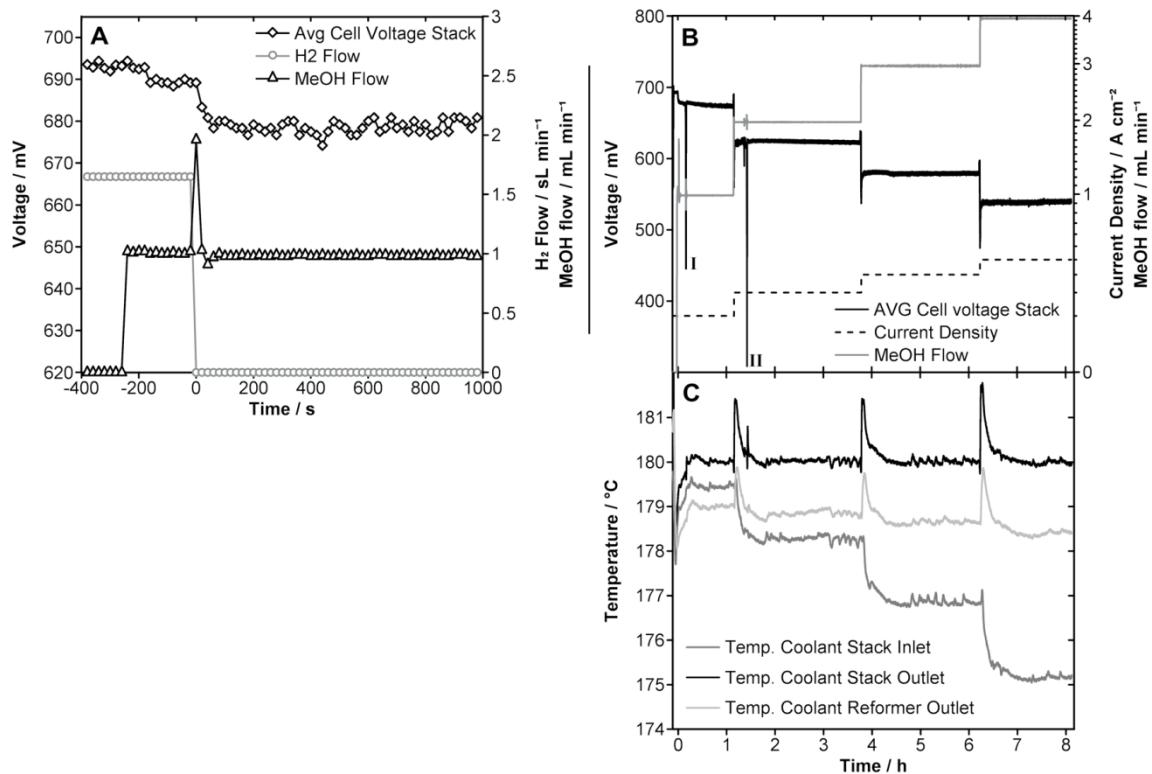 A
Avg Cell Voltage Stack
H2 Flow
MeOH Flow
700
690
680
670
660
650
640
630
620
Voltage / mV
3
2.5
2
1.5
1
0.5
0
H₂ Flow / sL min⁻¹
MeOH flow / mL min⁻¹
-400
-200
0
200
400
600
800
1000
Time / s
B
800
700
600
500
400
Voltage / mV
I
II
4
3
2
1
0
Current Density / A cm⁻²
MeOH flow / mL min⁻¹
AVG Cell voltage Stack
Current Density
MeOH Flow
C
181
180
179
178
177
176
175
174
Temperature / °C
Temp. Coolant Stack Inlet
Temp. Coolant Stack Outlet
Temp. Coolant Reformer Outlet
0
1
2
3
4
5
6
7
8
Time / h